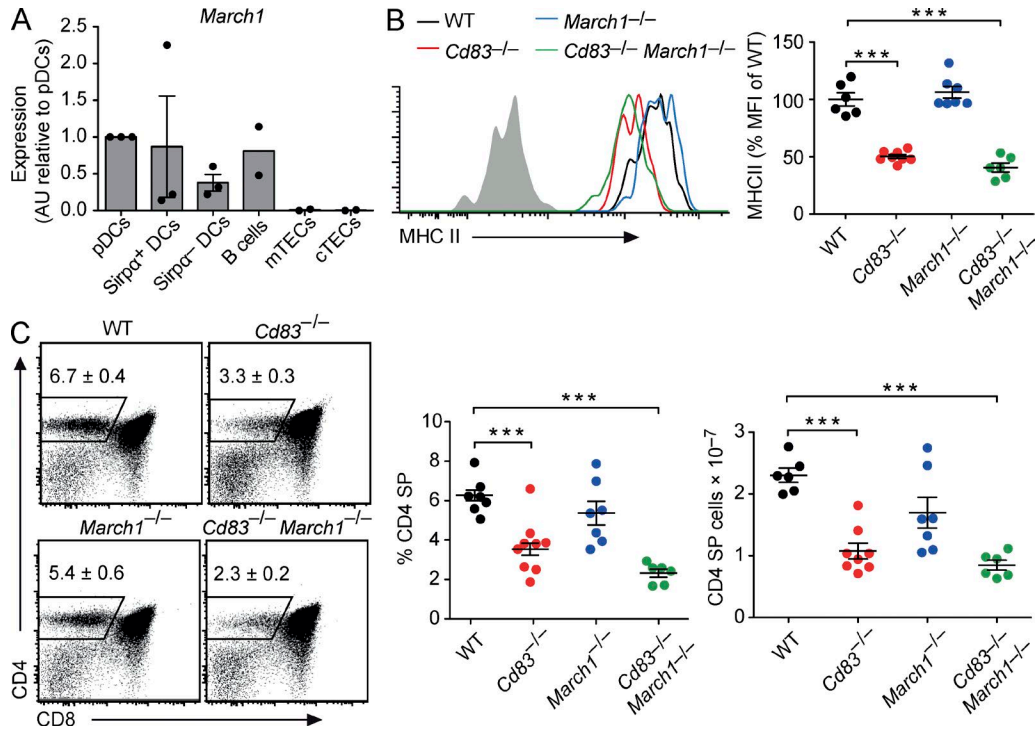 A
March1
Expression
(AU relative to pDCs)
2.5
2.0
1.5
1.0
0.5
0.0
pDCs
Sirpα+ DCs
Sirpα– DCs
B cells
mTECs
cTECs
B
WT
March1–/–
Cd83–/–
Cd83–/– March1–/–
MHC II
MHCII (% MFI of WT)
150
100
50
0
***
***
WT
Cd83–/–
March1–/–
Cd83–/–
March1–/–
C
WT
Cd83–/–
6.7 ± 0.4
3.3 ± 0.3
March1–/–
Cd83–/– March1–/–
5.4 ± 0.6
2.3 ± 0.2
CD4
CD8
% CD4 SP
10
8
6
4
2
0
***
***
WT
Cd83–/–
March1–/–
Cd83–/–
March1–/–
CD4 SP cells × 10–7
3
2
1
0
***
***
WT
Cd83–/–
March1–/–
Cd83–/–
March1–/–